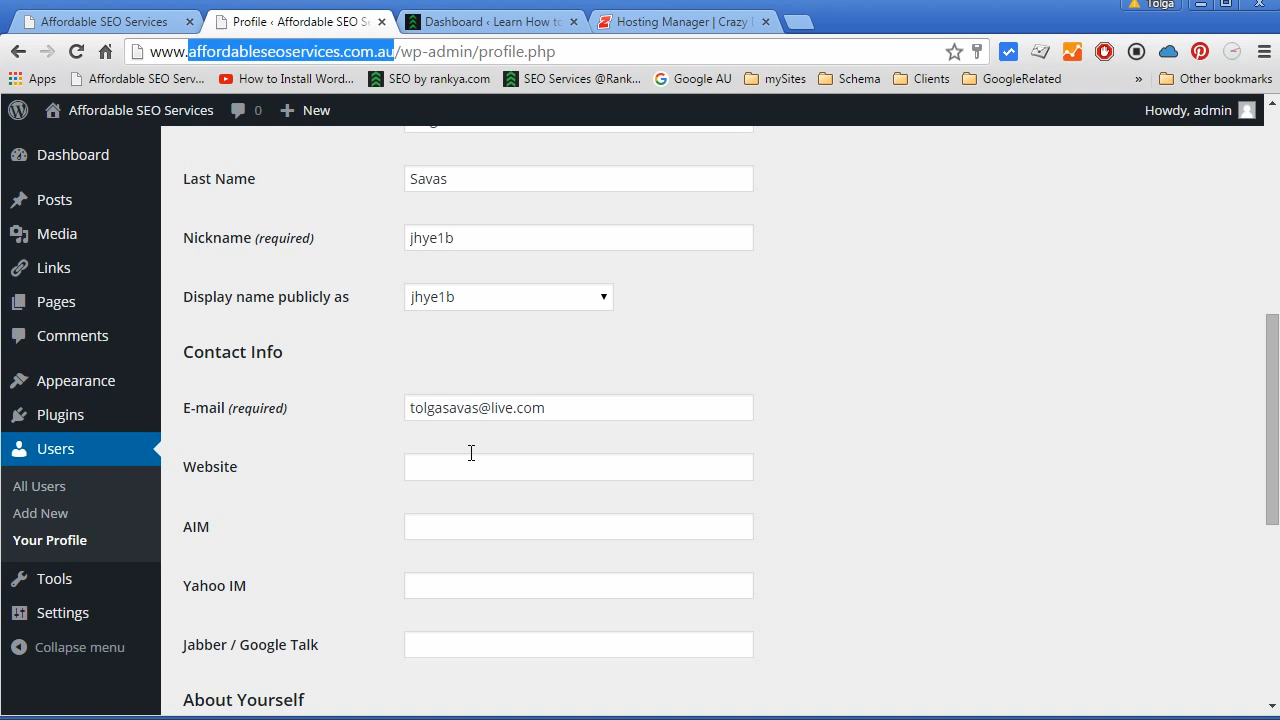 Tolga
Affordable SEO Services
Profile ‹ Affordable SEO S
Dashboard ‹ Learn How to
Hosting Manager | Crazy
www.affordableseoservices.com.au/wp-admin/profile.php
Apps
Affordable SEO Serv...
How to Install Word...
SEO by rankya.com
SEO Services @Rank...
Google AU
mySites
Schema
Clients
GoogleRelated
»
Other bookmarks
Affordable SEO Services
0
New
Howdy, admin
Dashboard
Posts
Media
Links
Pages
Comments
Appearance
Plugins
Users
All Users
Add New
Your Profile
Tools
Settings
Collapse menu
Last Name
Savas
Nickname (required)
jhye1b
Display name publicly as
jhye1b
Contact Info
E-mail (required)
tolgasavas@live.com
Website
AIM
Yahoo IM
Jabber / Google Talk
About Yourself